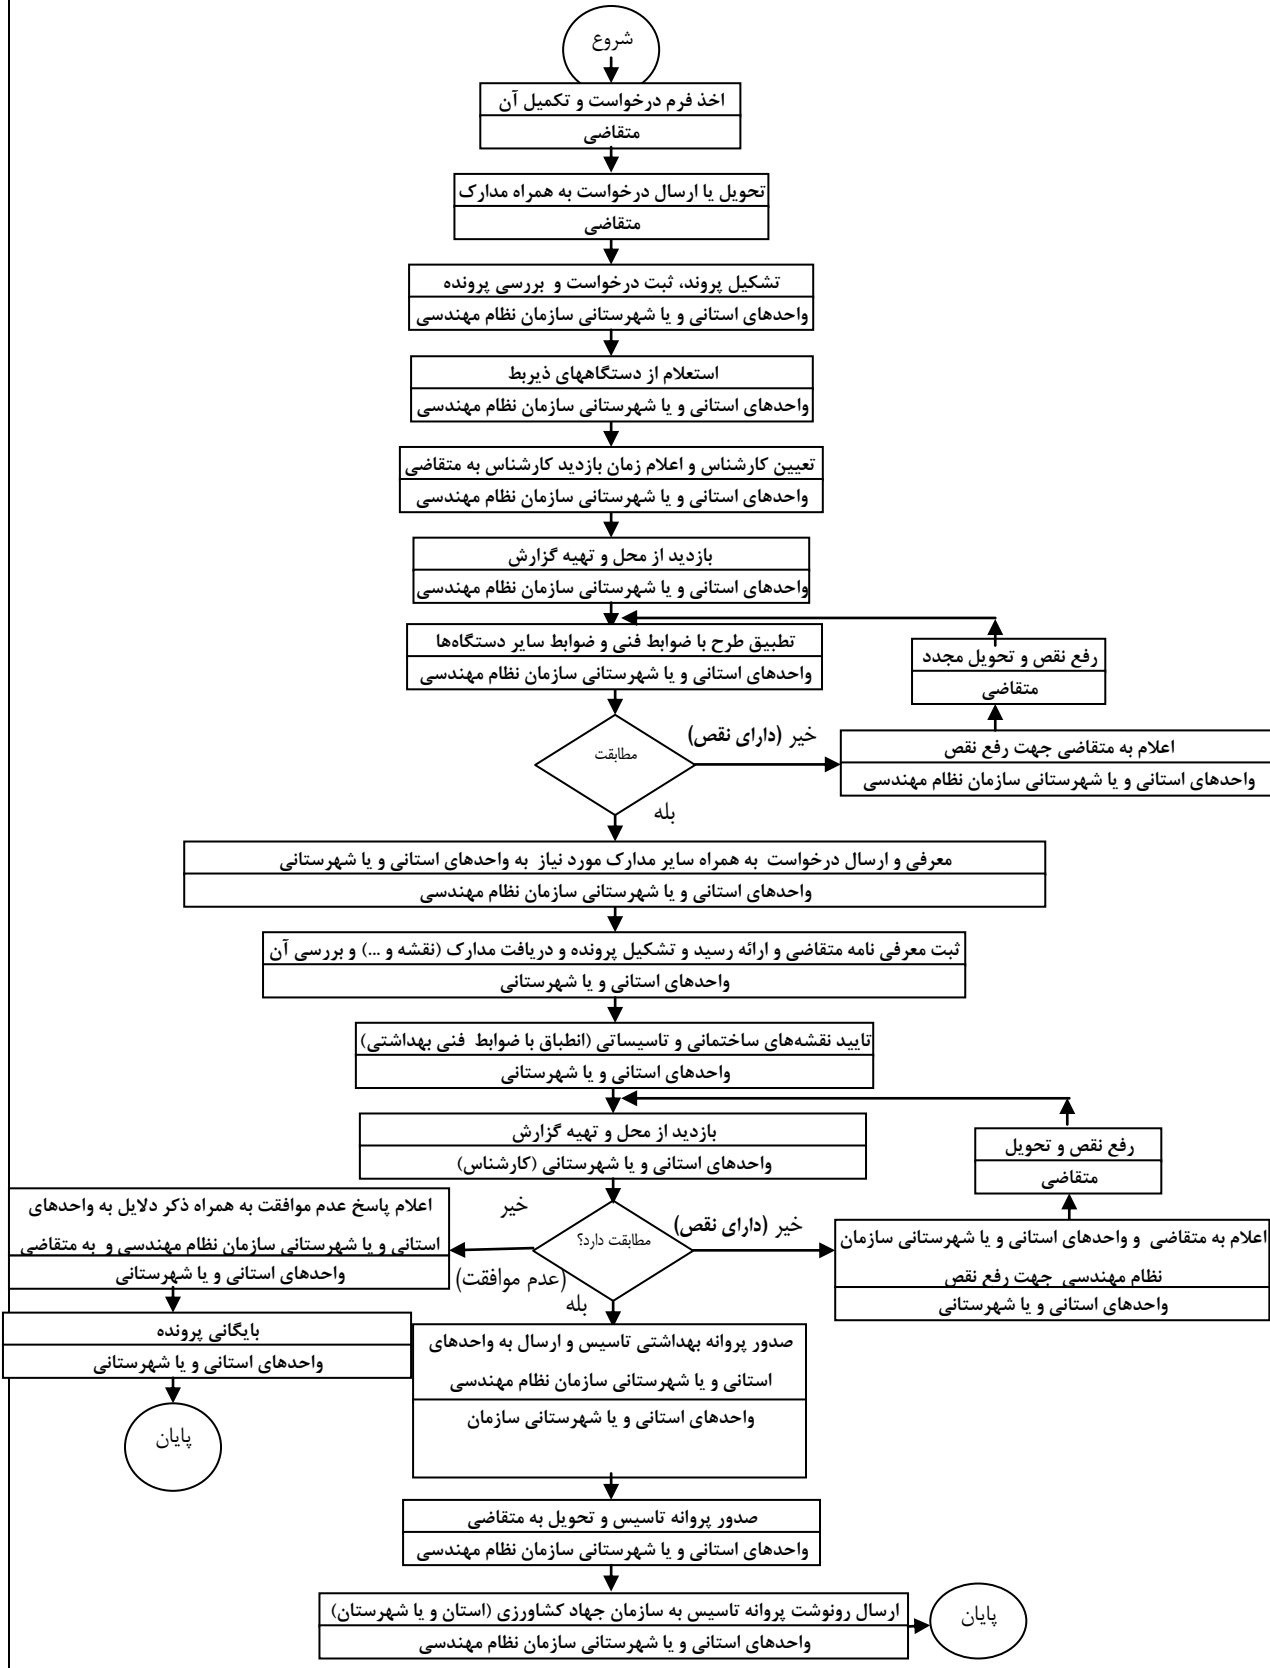 شروع
اخذ فرم درخواست و تکمیل آن
متقاضی
تحویل یا ارسال درخواست به همراه مدارک
متقاضی
تشکیل پروند، ثبت درخواست و بررسی پرونده
واحدهای استانی و یا شهرستانی سازمان نظام مهندسی
استعلام از دستگاههای ذیربط
واحدهای استانی و یا شهرستانی سازمان نظام مهندسی
تعیین کارشناس و اعلام زمان بازدید کارشناس به متقاضی
واحدهای استانی و یا شهرستانی سازمان نظام مهندسی
بازدید از محل و تهیه گزارش
واحدهای استانی و یا شهرستانی سازمان نظام مهندسی
تطبیق طرح با ضوابط فنی و ضوابط سایر دستگاه‌ها
واحدهای استانی و یا شهرستانی سازمان نظام مهندسی
رفع نقص و تحویل مجدد
متقاضی
مطابقت
خیر (دارای نقص)
اعلام به متقاضی جهت رفع نقص
واحدهای استانی و یا شهرستانی سازمان نظام مهندسی
بله
معرفی و ارسال درخواست به همراه سایر مدارک مورد نیاز به واحدهای استانی و یا شهرستانی
واحدهای استانی و یا شهرستانی سازمان نظام مهندسی
ثبت معرفی نامه متقاضی و ارائه رسید و تشکیل پرونده و دریافت مدارک (نقشه و ...) و بررسی آن
واحدهای استانی و یا شهرستانی
تایید نقشه‌های ساختمانی و تاسیساتی (انطباق با ضوابط فنی بهداشتی)
واحدهای استانی و یا شهرستانی
بازدید از محل و تهیه گزارش
واحدهای استانی و یا شهرستانی (کارشناس)
رفع نقص و تحویل
متقاضی
مطابقت دارد؟
خیر (دارای نقص)
اعلام به متقاضی و واحدهای استانی و یا شهرستانی سازمان
نظام مهندسی جهت رفع نقص
واحدهای استانی و یا شهرستانی
خیر
(عدم موافقت)
اعلام پاسخ عدم موافقت به همراه ذکر دلایل به واحدهای
استانی و یا شهرستانی سازمان نظام مهندسی و به متقاضی
واحدهای استانی و یا شهرستانی
بایگانی پرونده
واحدهای استانی و یا شهرستانی
پایان
بله
صدور پروانه بهداشتی تاسیس و ارسال به واحدهای
استانی و یا شهرستانی سازمان نظام مهندسی
واحدهای استانی و یا شهرستانی سازمان
صدور پروانه تاسیس و تحویل به متقاضی
واحدهای استانی و یا شهرستانی سازمان نظام مهندسی
ارسال رونوشت پروانه تاسیس به سازمان جهاد کشاورزی (استان و یا شهرستان)
واحدهای استانی و یا شهرستانی سازمان نظام مهندسی
پایان